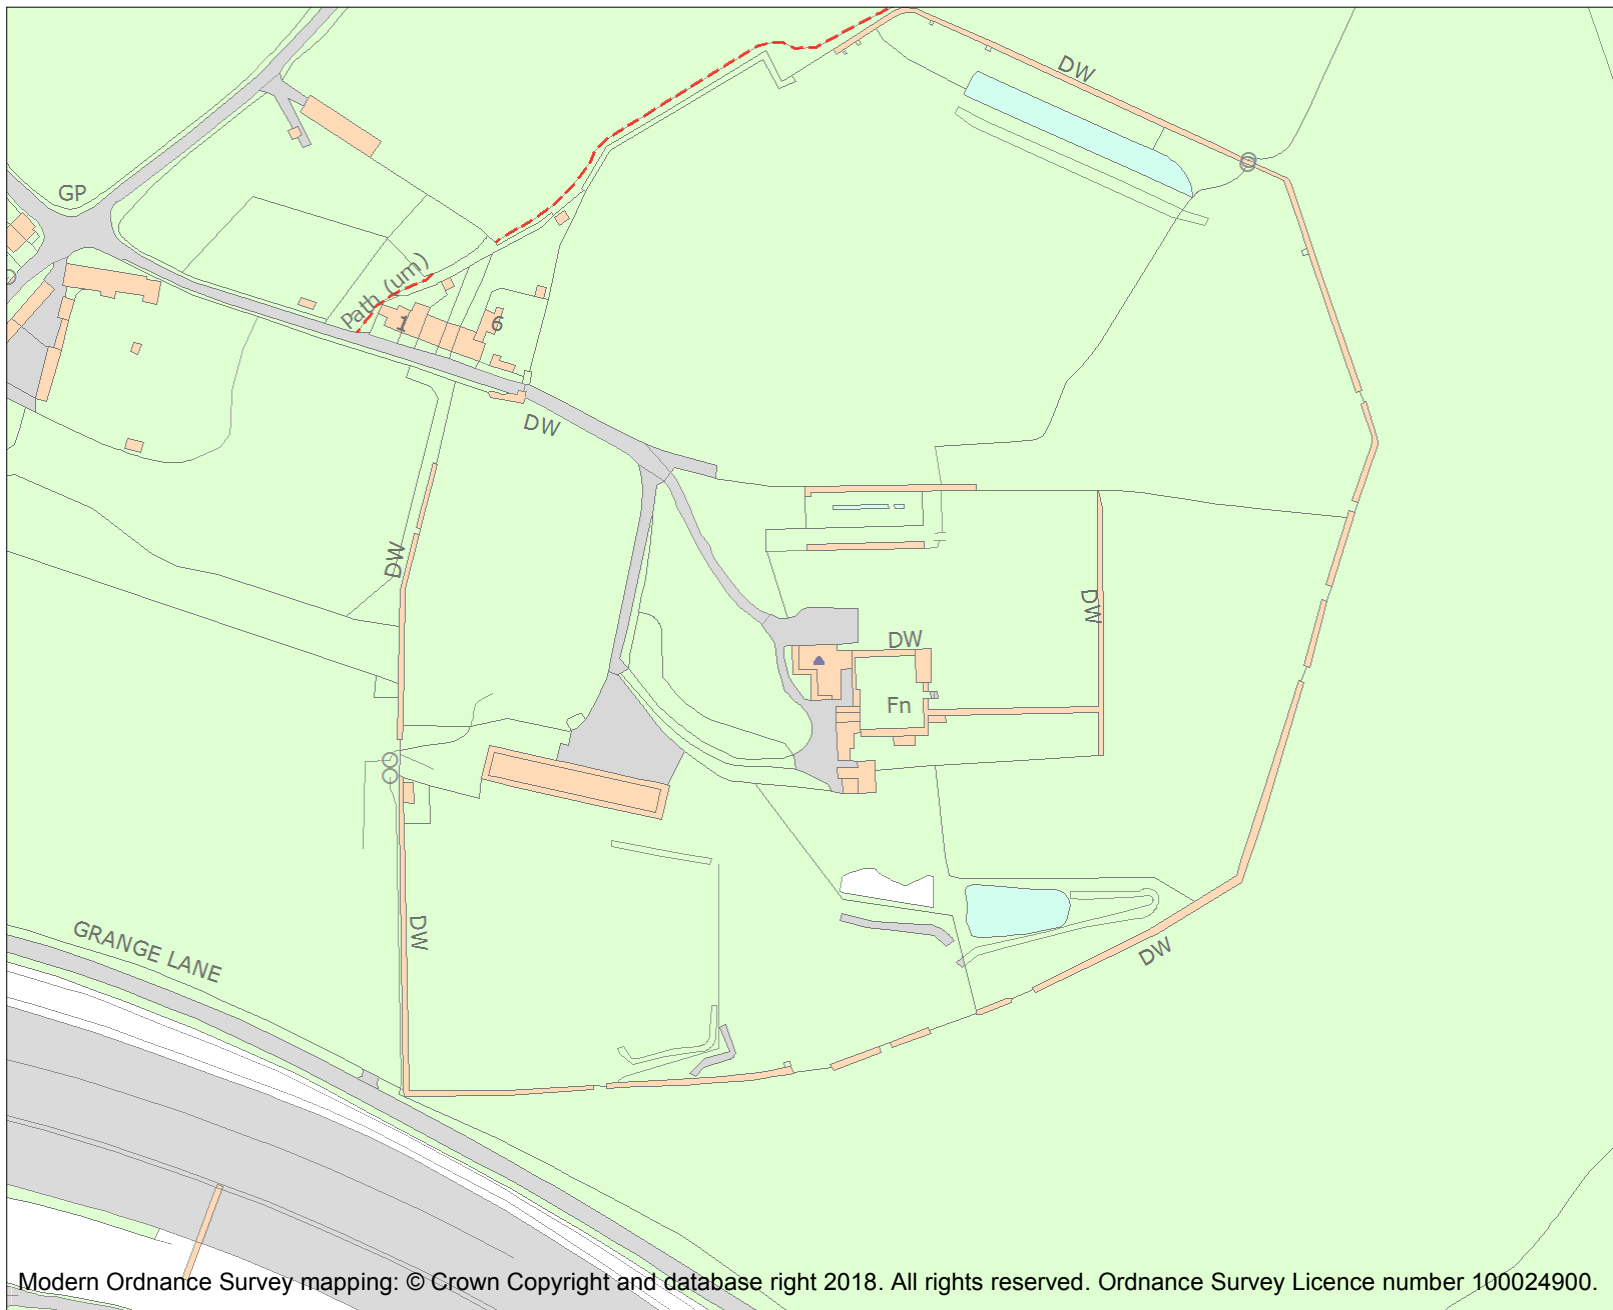 DW
GP
Path (um)
1
6
DW
DW
DW
DW
Fn
DW
GRANGE LANE
DW
Modern Ordnance Survey mapping: © Crown Copyright and database right 2018. All rights reserved. Ordnance Survey Licence number 100024900.